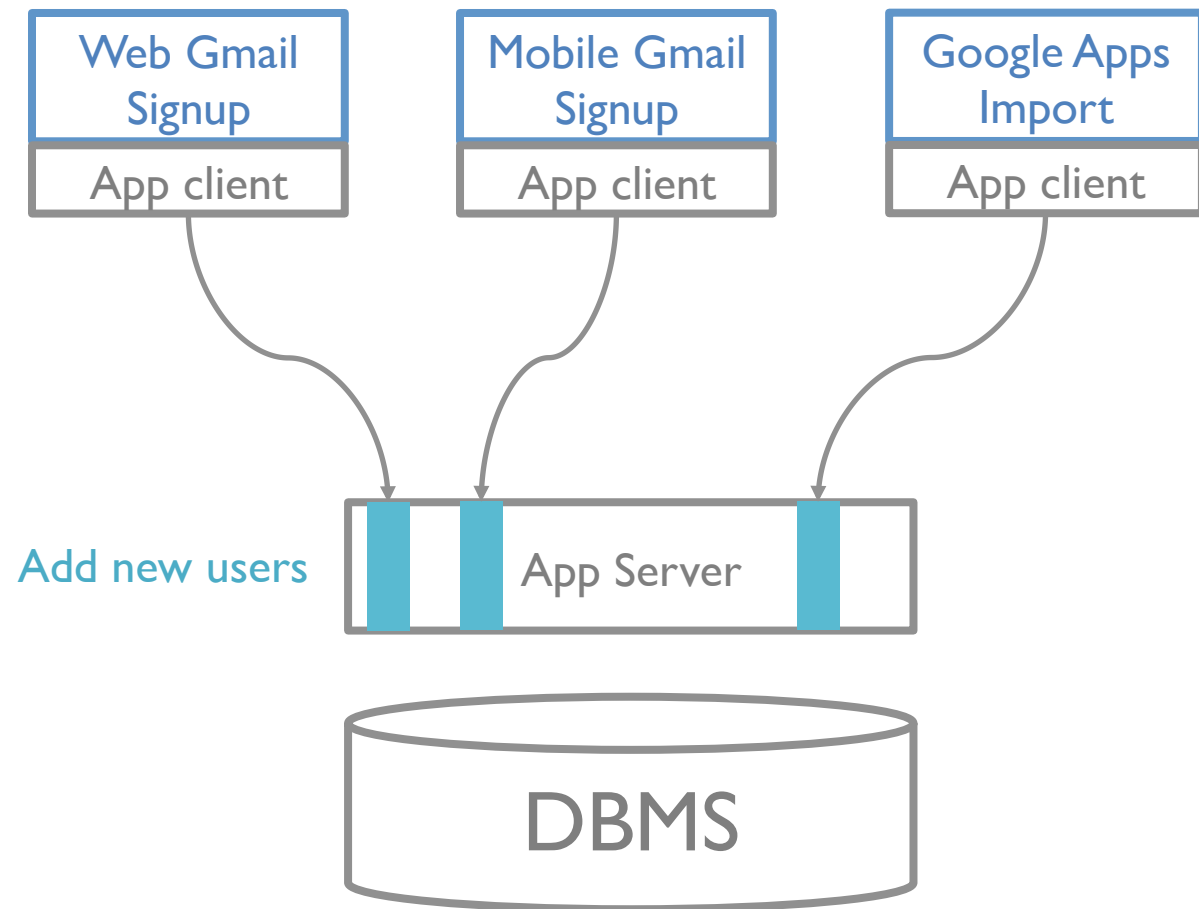 Web Gmail
Signup
Mobile Gmail
Signup
Google Apps
Import
App client
App client
App client
Add new users
App Server
DBMS